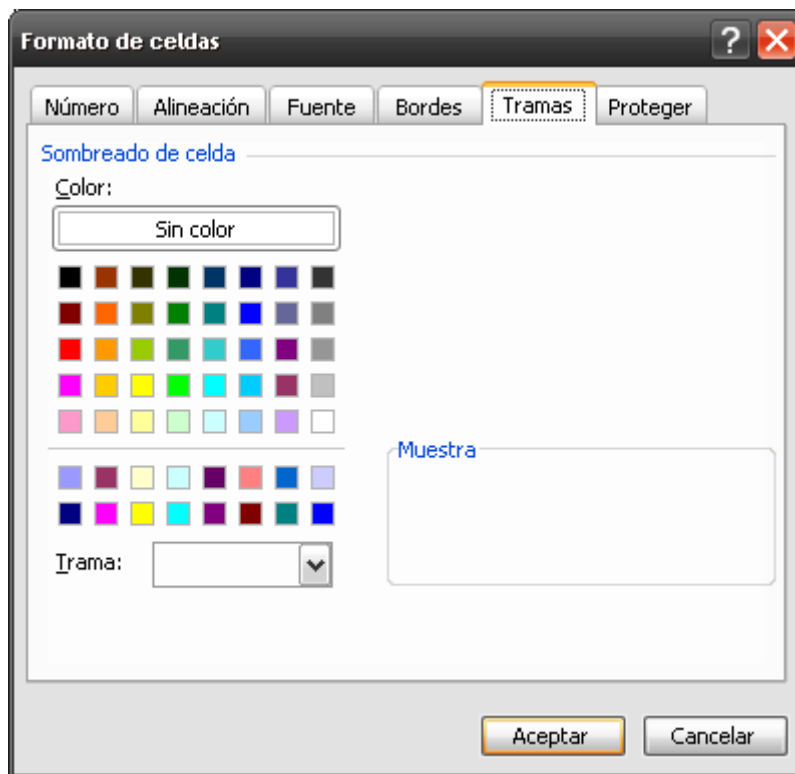 Formato de celdas
Número Alineación Fuente Bordes Tramas Proteger
Sombreado de celda
Color:
Sin color
Muestra
Trama:
Aceptar Cancelar